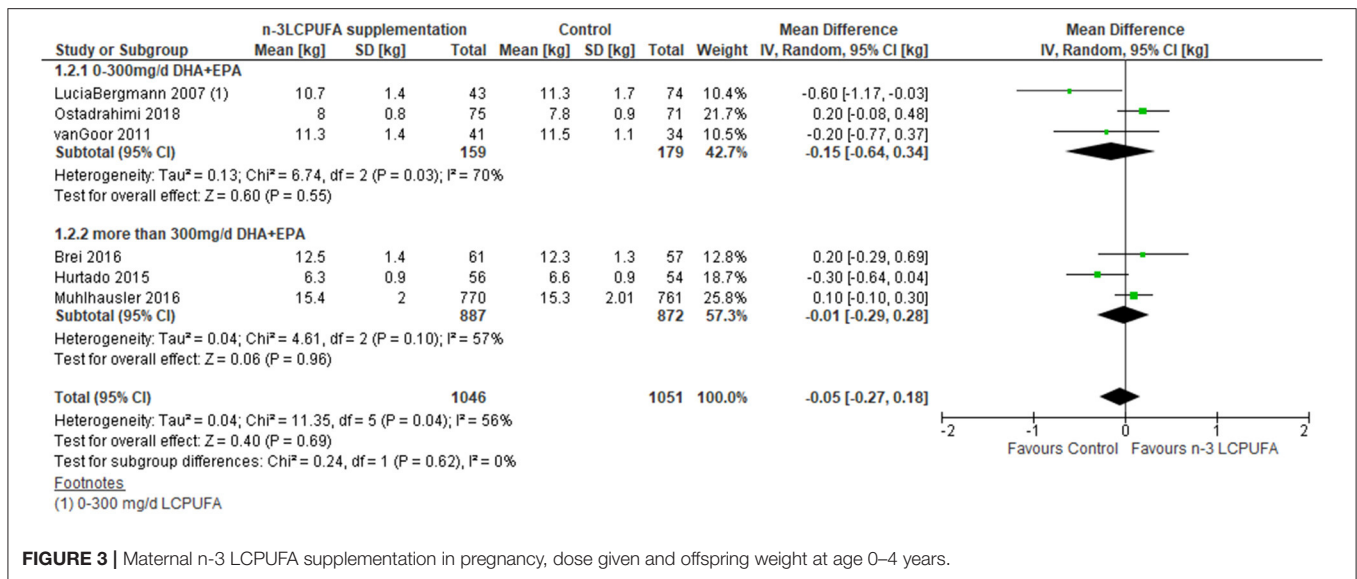 n-3LCPUFA supplementation Control Mean Difference Mean Difference
Study or Subgroup Mean [kg] SD [kg] Total Mean [kg] SD [kg] Total Weight IV, Random, 95% CI [kg] IV, Random, 95% CI [kg]
1.2.1 0-300mg/d DHA+EPA
LuciaBergmann 2007 (1) 10.7 1.4 43 11.3 1.7 74 10.4% -0.60 [-1.17, -0.03]
Ostadrahimi 2018 8 0.8 75 7.8 0.9 71 21.7% 0.20 [-0.08, 0.48]
vanGoor 2011 11.3 1.4 41 11.5 1.1 34 10.5% -0.20 [-0.77, 0.37]
Subtotal (95% CI) 159 179 42.7% -0.15 [-0.64, 0.34]
Heterogeneity: Tau² = 0.13; Chi² = 6.74, df = 2 (P = 0.03); I² = 70%
Test for overall effect: Z = 0.60 (P = 0.55)
1.2.2 more than 300mg/d DHA+EPA
Brei 2016 12.5 1.4 61 12.3 1.3 57 12.8% 0.20 [-0.29, 0.69]
Hurtado 2015 6.3 0.9 56 6.6 0.9 54 18.7% -0.30 [-0.64, 0.04]
Muhlhausler 2016 15.4 2 770 15.3 2.01 761 25.8% 0.10 [-0.10, 0.30]
Subtotal (95% CI) 887 872 57.3% -0.01 [-0.29, 0.28]
Heterogeneity: Tau² = 0.04; Chi² = 4.61, df = 2 (P = 0.10); I² = 57%
Test for overall effect: Z = 0.06 (P = 0.96)
Total (95% CI) 1046 1051 100.0% -0.05 [-0.27, 0.18]
Heterogeneity: Tau² = 0.04; Chi² = 11.35, df = 5 (P = 0.04); I² = 56%
Test for overall effect: Z = 0.40 (P = 0.69)
Test for subgroup differences: Chi² = 0.24, df = 1 (P = 0.62), I² = 0%
-2 -1 0 1 2
Favours Control Favours n-3 LCPUFA
Footnotes
(1) 0-300 mg/d LCPUFA
FIGURE 3 | Maternal n-3 LCPUFA supplementation in pregnancy, dose given and offspring weight at age 0–4 years.